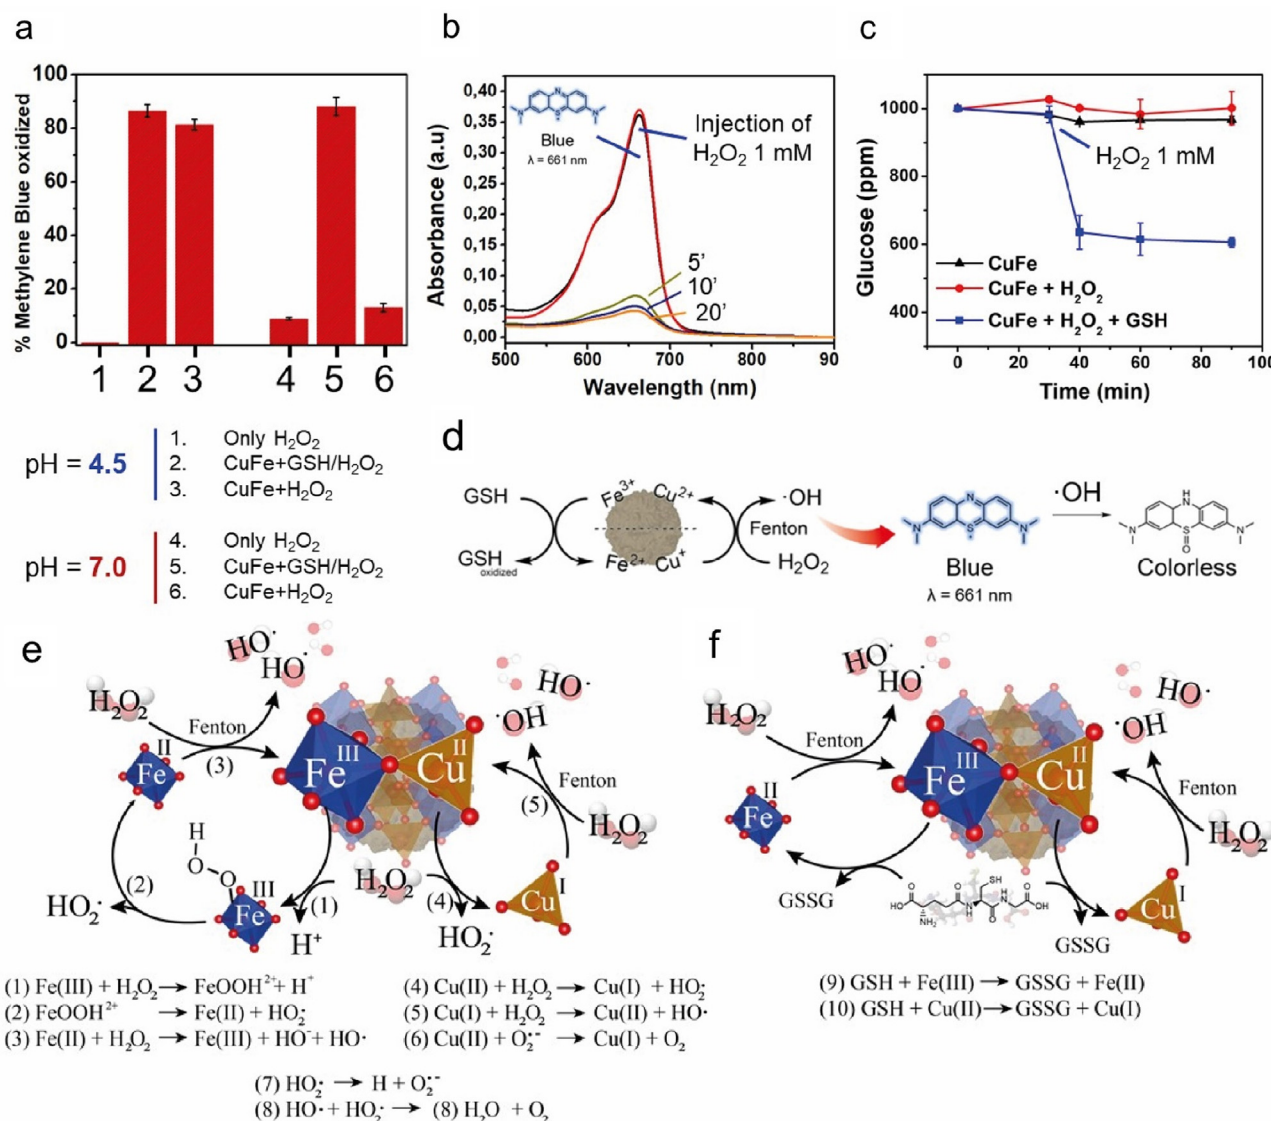 a
% Methylene Blue oxidized
100
80
60
40
20
0
1 2 3 4 5 6
pH = 4.5
1. Only H₂O₂
2. CuFe+GSH/H₂O₂
3. CuFe+H₂O₂
pH = 7.0
4. Only H₂O₂
5. CuFe+GSH/H₂O₂
6. CuFe+H₂O₂
b
Absorbance (a.u)
0,40
0,35
0,30
0,25
0,20
0,15
0,10
0,05
0,00
500 600 700 800 90
Wavelength (nm)
N
N
S
N
Blue
λ = 661 nm
Injection of
H₂O₂ 1 mM
5'
10'
20'
c
Glucose (ppm)
1000
800
600
400
0 20 40 60 80 100
Time (min)
H₂O₂ 1 mM
CuFe
CuFe + H₂O₂
CuFe + H₂O₂ + GSH
d
GSH
GSH oxidized
Fe³⁺ Cu²⁺
Fe²⁺ Cu⁺
·OH
Fenton
H₂O₂
N
N
S
N
Blue
λ = 661 nm
·OH
H
N
N
S
N
O
Colorless
e
HO·
HO·
H₂O₂
Fenton
(3)
II
Fe
III
Fe
II
Cu
·OH
HO·
Fenton
(5)
H₂O₂
H
O
O
III
Fe
(2)
HO₂·
(1)
H⁺
H₂O₂
(4)
HO₂·
I
Cu
(1) Fe(III) + H₂O₂ → FeOOH²⁺ + H⁺
(2) FeOOH²⁺ → Fe(II) + HO₂·
(3) Fe(II) + H₂O₂ → Fe(III) + HO⁻ + HO·
(4) Cu(II) + H₂O₂ → Cu(I) + HO₂·
(5) Cu(I) + H₂O₂ → Cu(II) + HO·
(6) Cu(II) + O₂·⁻ → Cu(I) + O₂
(7) HO₂· → H + O₂·⁻
(8) HO· + HO₂· → (8) H₂O + O₂
f
HO·
HO·
H₂O₂
Fenton
II
Fe
III
Fe
II
Cu
·OH
HO·
Fenton
H₂O₂
GSSG
SH
O
O
O
HO
N
H
OH
NH₂
O
GSSG
I
Cu
(9) GSH + Fe(III) → GSSG + Fe(II)
(10) GSH + Cu(II) → GSSG + Cu(I)